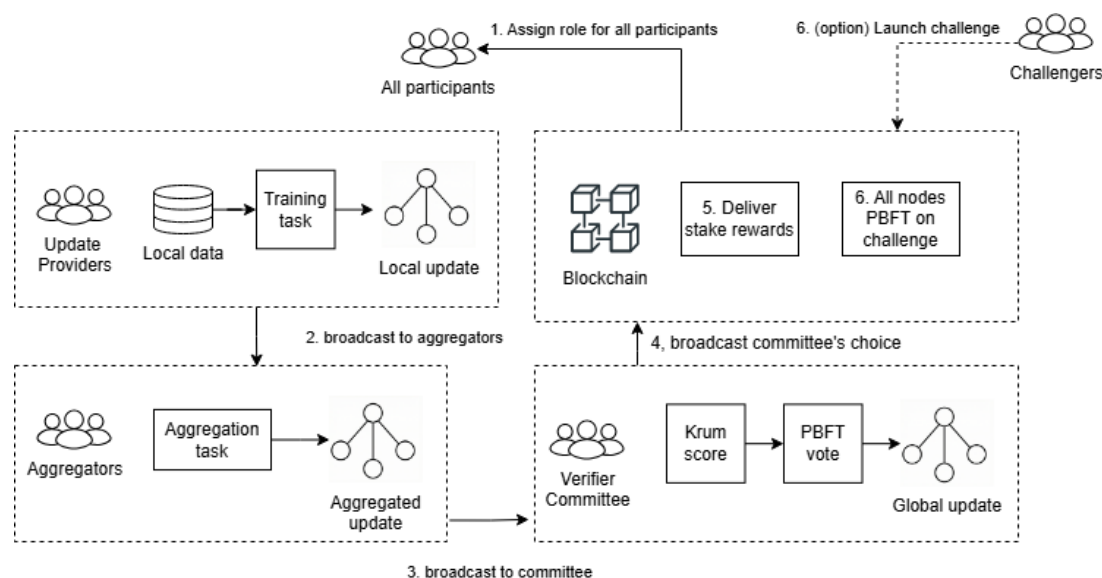 1. Assign role for all participants
6. (option) Launch challenge
All participants
Challengers
Update
Providers
Local data
Training
task
Local update
Blockchain
5. Deliver
stake rewards
6. All nodes
PBFT on
challenge
2. broadcast to aggregators
4, broadcast committee's choice
Aggregators
Aggregation
task
Aggregated
update
Verifier
Committee
Krum
score
PBFT
vote
Global update
3. broadcast to committee